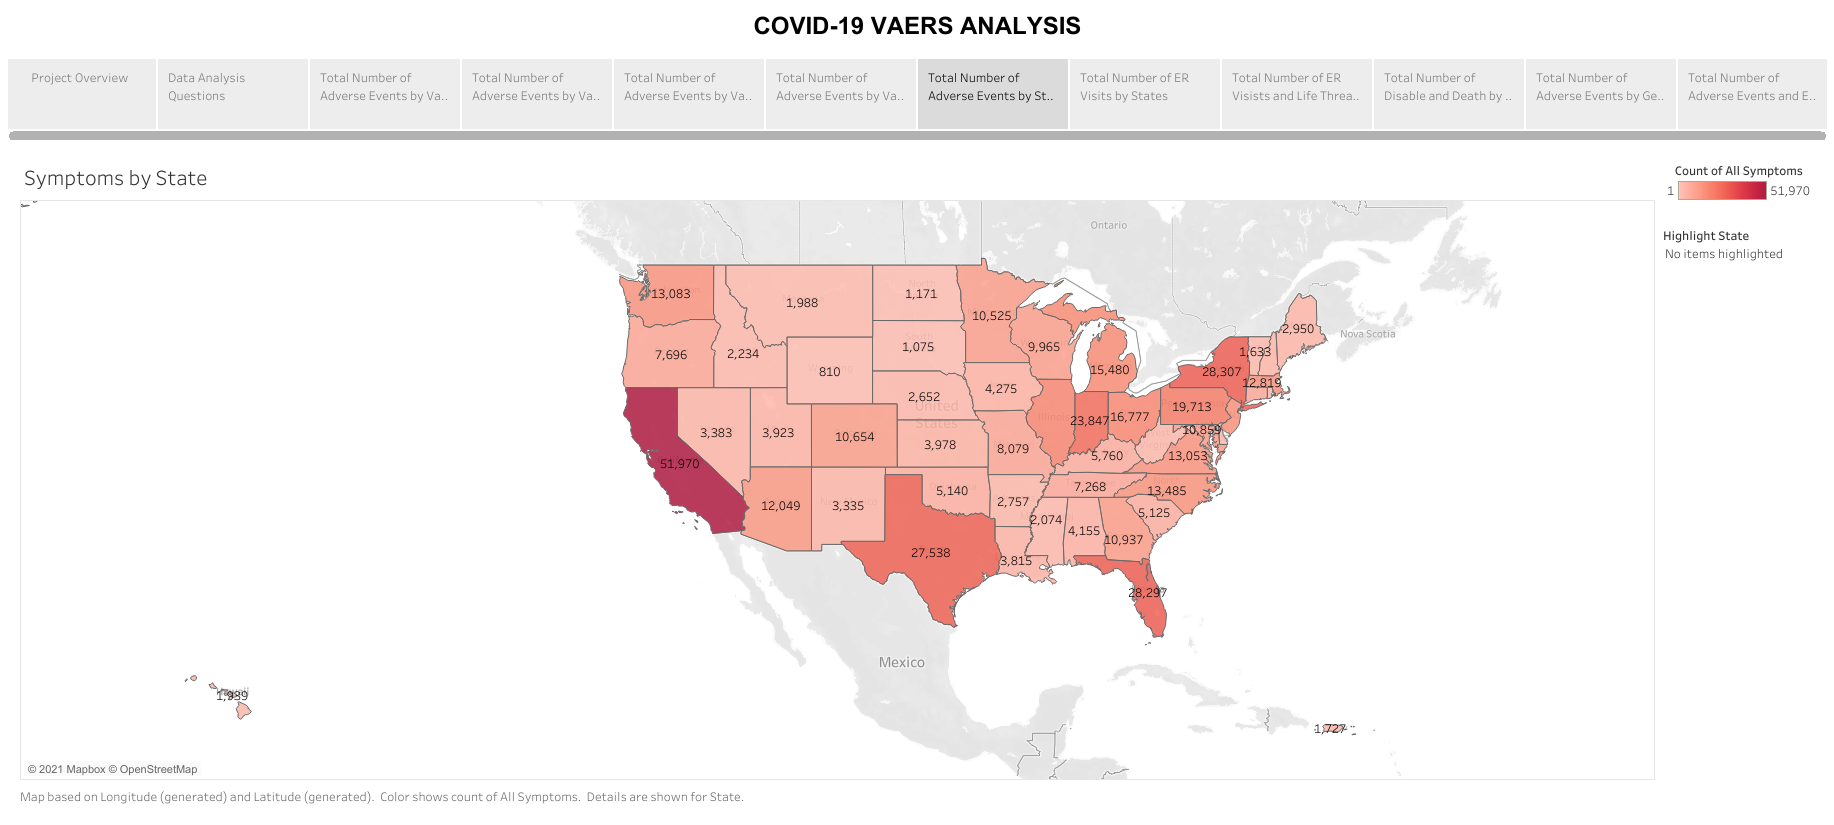 COVID-19 VAERS ANALYSIS
Project Overview
Data Analysis
Questions
Total Number of
Adverse Events by Va..
Total Number of
Adverse Events by Va..
Total Number of
Adverse Events by Va..
Total Number of
Adverse Events by Va..
Total Number of
Adverse Events by St..
Total Number of ER
Visits by States
Total Number of ER
Visists and Life Threa..
Total Number of
Disable and Death by ..
Total Number of
Adverse Events by Ge..
Total Number of
Adverse Events and E..
Symptoms by State
Count of All Symptoms
1
51,970
Highlight State
No items highlighted
Ontario
13,083
1,988
1,171
10,525
2,950
Nova Scotia
7,696
2,234
1,075
9,965
1,633
810
15,480
28,307
12,819
4,275
2,652
United
States
19,713
23,847
16,777
3,383
3,923
10,654
3,978
8,079
10,859
5,760
13,053
51,970
7,268
13,485
12,049
3,335
5,140
2,757
2,074
4,155
5,125
10,937
27,538
3,815
28,297
Mexico
1,939
1,727
© 2021 Mapbox © OpenStreetMap
Map based on Longitude (generated) and Latitude (generated). Color shows count of All Symptoms. Details are shown for State.